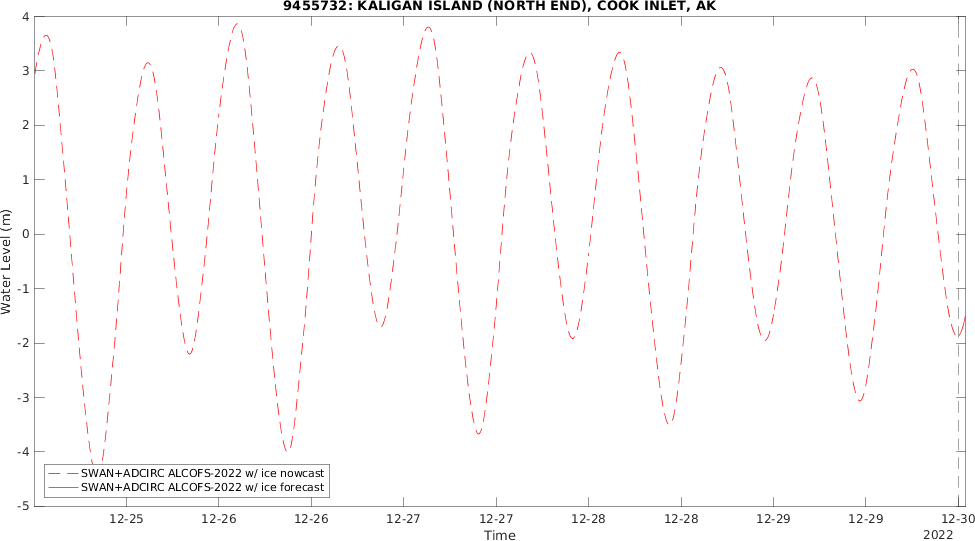 9455732: KALIGAN ISLAND (NORTH END), COOK INLET, AK
4
3
2
1
0
-1
-2
-3
-4
-5
Water Level (m)
SWAN+ADCIRC ALCOFS-2022 w/ ice nowcast
SWAN+ADCIRC ALCOFS-2022 w/ ice forecast
12-25 12-26 12-26 12-27 12-27 12-28 12-28 12-29 12-29 12-30
Time
2022